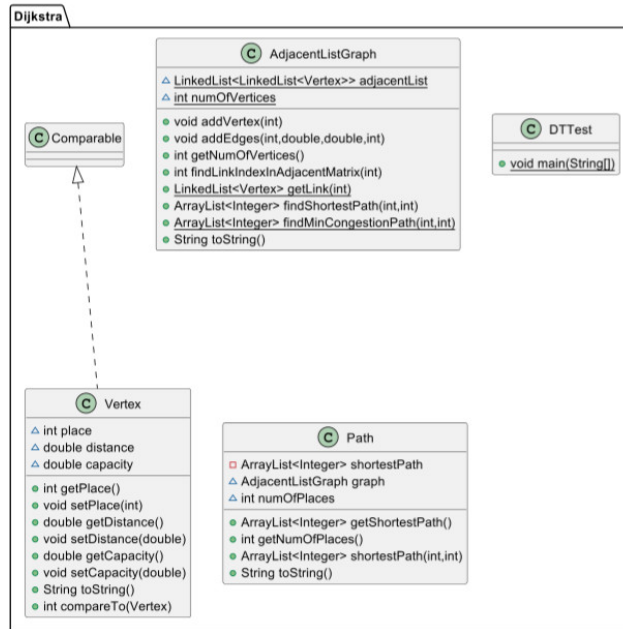 Dijkstra
C AdjacentListGraph
LinkedList<LinkedList<Vertex>> adjacentList
int numOfVertices
void addVertex(int)
void addEdges(int,double,double,int)
int getNumOfVertices()
int findLinkIndexInAdjacentMatrix(int)
LinkedList<Vertex> getLink(int)
ArrayList<Integer> findShortestPath(int,int)
ArrayList<Integer> findMinCongestionPath(int,int)
String toString()
C Comparable
C DTTest
void main(String[])
C Vertex
int place
double distance
double capacity
int getPlace()
void setPlace(int)
double getDistance()
void setDistance(double)
double getCapacity()
void setCapacity(double)
String toString()
int compareTo(Vertex)
C Path
ArrayList<Integer> shortestPath
AdjacentListGraph graph
int numOfPlaces
ArrayList<Integer> getShortestPath()
int getNumOfPlaces()
ArrayList<Integer> shortestPath(int,int)
String toString()